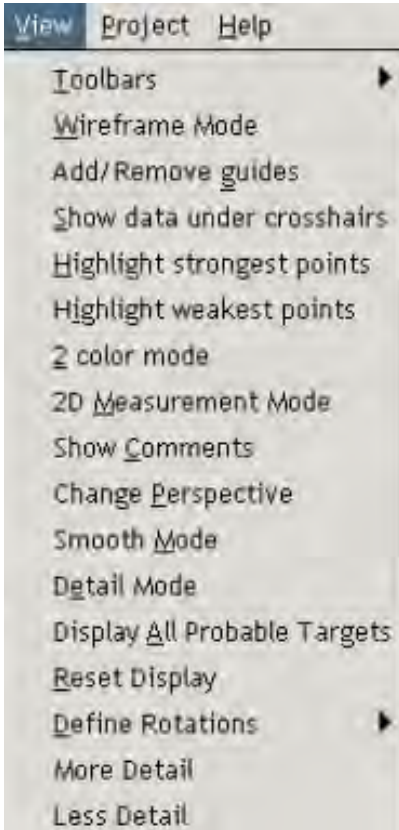 View Project Help
Toolbars
Wireframe Mode
Add/Remove guides
Show data under crosshairs
Highlight strongest points
Highlight weakest points
2 color mode
2D Measurement Mode
Show Comments
Change Perspective
Smooth Mode
Detail Mode
Display All Probable Targets
Reset Display
Define Rotations
More Detail
Less Detail